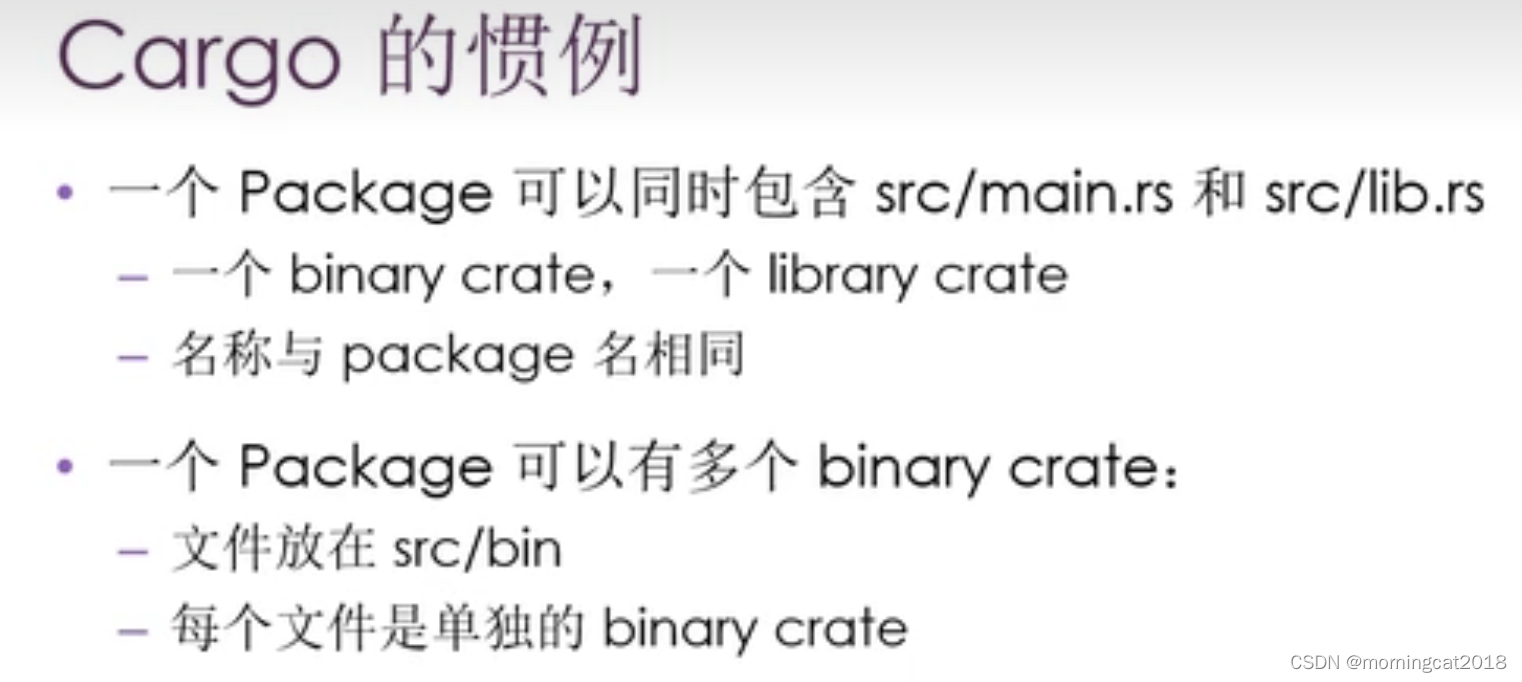 Cargo 的惯例
• 一个 Package 可以同时包含 src/main.rs 和 src/lib.rs
– 一个 binary crate，一个 library crate
– 名称与 package 名相同
• 一个 Package 可以有多个 binary crate：
– 文件放在 src/bin
– 每个文件是单独的 binary crate
CSDN @morningcat2018